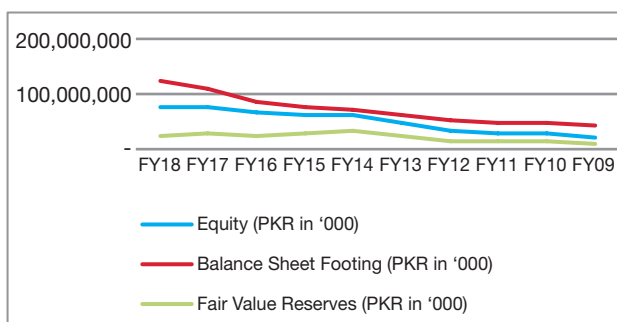 200,000,000
100,000,000
-
FY18 FY17 FY16 FY15 FY14 FY13 FY12 FY11 FY10 FY09
Equity (PKR in ‘000)
Balance Sheet Footing (PKR in ‘000)
Fair Value Reserves (PKR in ‘000)